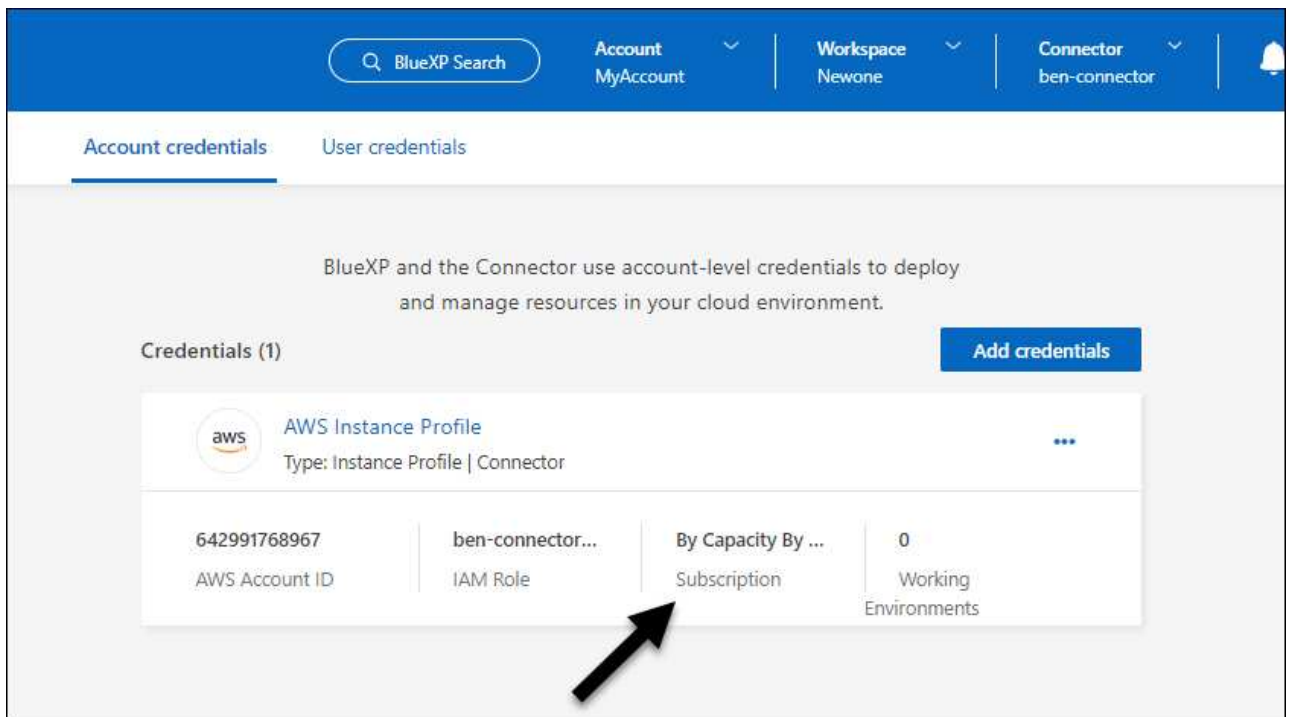 BlueXP Search
Account
MyAccount
Workspace
Newone
Connector
ben-connector
Account credentials
User credentials
BlueXP and the Connector use account-level credentials to deploy
and manage resources in your cloud environment.
Credentials (1)
Add credentials
aws
AWS Instance Profile
Type: Instance Profile | Connector
642991768967
AWS Account ID
ben-connector...
IAM Role
By Capacity By ...
Subscription
0
Working
Environments